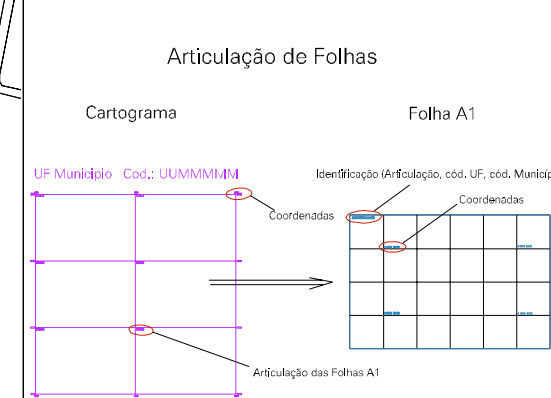 Articulação de Folhas
Cartograma
Folha A1
UF Município Cod.: UUMMMMM
Identificação (Articulação, cód. UF, cód. Municíp
Coordenadas
Coordenadas
Articulação das Folhas A1